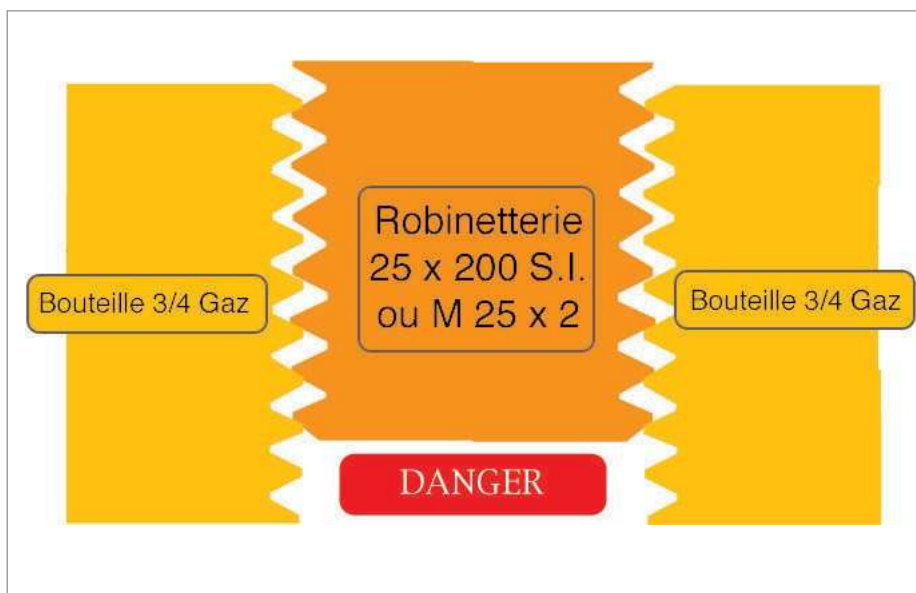 Robinetterie
25 x 200 S.I.
ou M 25 x 2
Bouteille 3/4 Gaz
Bouteille 3/4 Gaz
DANGER